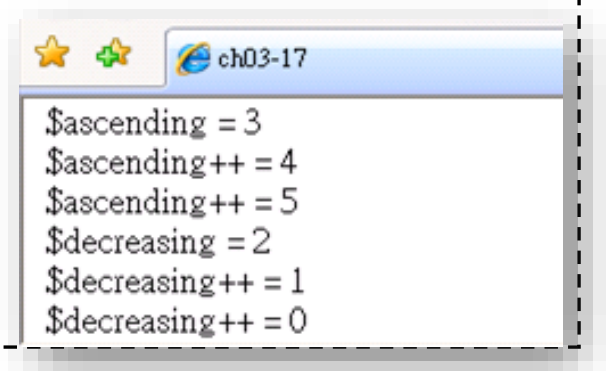 ch03-17
$ascending = 3
$ascending++ = 4
$ascending++ = 5
$decreasing = 2
$decreasing++ = 1
$decreasing++ = 0